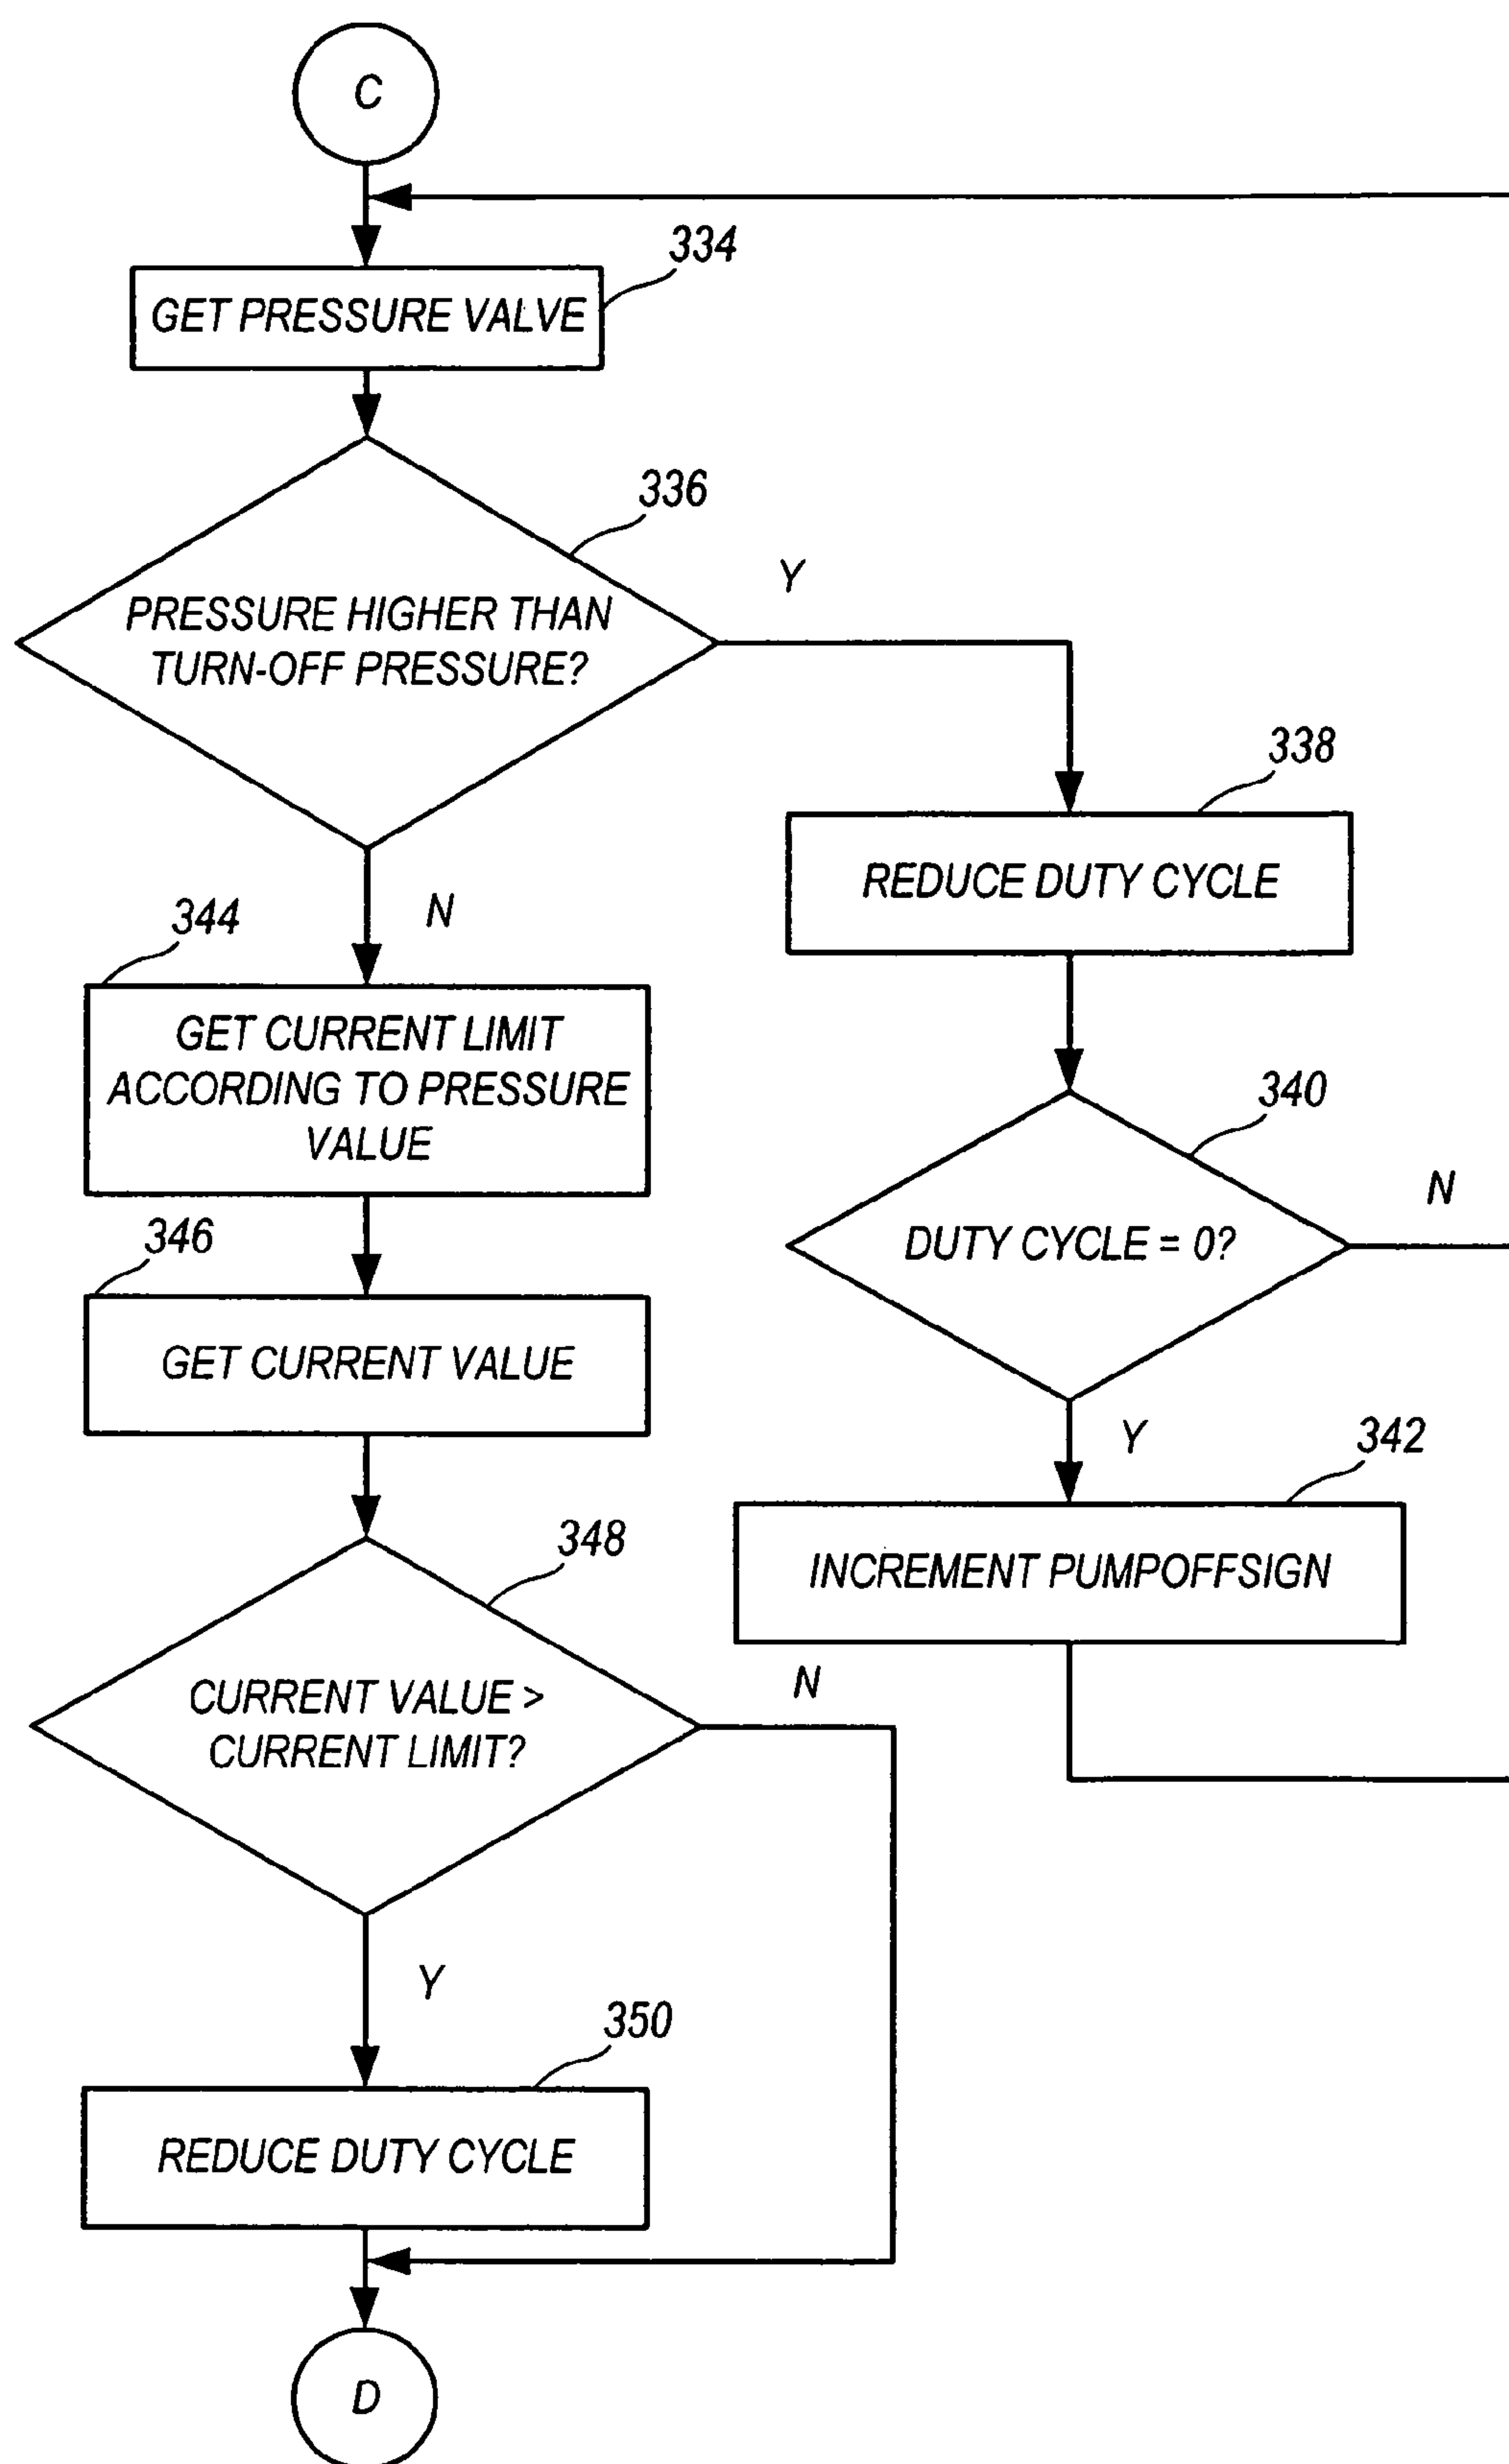 C
334
GET PRESSURE VALVE
336
PRESSURE HIGHER THAN
TURN-OFF PRESSURE?
Y
338
REDUCE DUTY CYCLE
N
344
GET CURRENT LIMIT
ACCORDING TO PRESSURE
VALUE
340
DUTY CYCLE = 0?
N
346
GET CURRENT VALUE
Y
342
INCREMENT PUMPOFFSIGN
348
CURRENT VALUE >
CURRENT LIMIT?
N
Y
350
REDUCE DUTY CYCLE
D